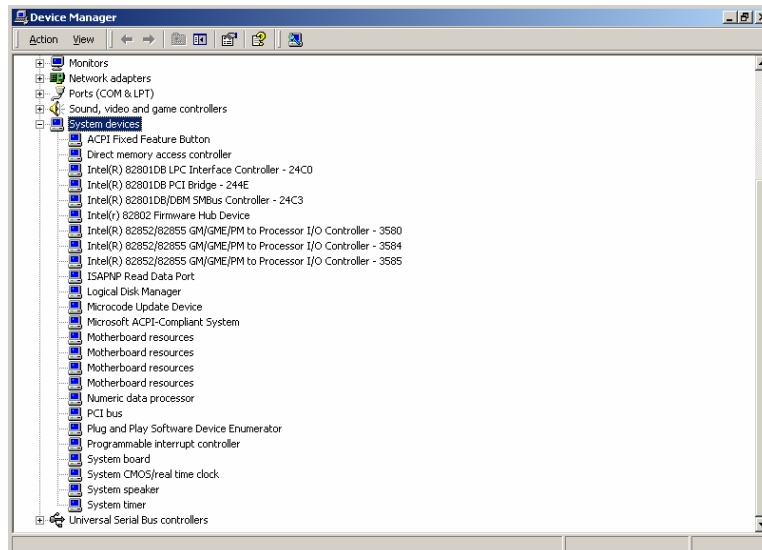 Device Manager
Action View
Monitors
Network adapters
Ports (COM & LPT)
Sound, video and game controllers
System devices
ACPI Fixed Feature Button
Direct memory access controller
Intel(R) 82801DB LPC Interface Controller - 24C0
Intel(R) 82801DB PCI Bridge - 244E
Intel(R) 82801DB/DBM SMBus Controller - 24C3
Intel(r) 82802 Firmware Hub Device
Intel(R) 82852/82855 GM/GME/PM to Processor I/O Controller - 3580
Intel(R) 82852/82855 GM/GME/PM to Processor I/O Controller - 3584
Intel(R) 82852/82855 GM/GME/PM to Processor I/O Controller - 3585
ISAPNP Read Data Port
Logical Disk Manager
Microcode Update Device
Microsoft ACPI-Compliant System
Motherboard resources
Motherboard resources
Motherboard resources
Motherboard resources
Numeric data processor
PCI bus
Plug and Play Software Device Enumerator
Programmable interrupt controller
System board
System CMOS/real time clock
System speaker
System timer
Universal Serial Bus controllers